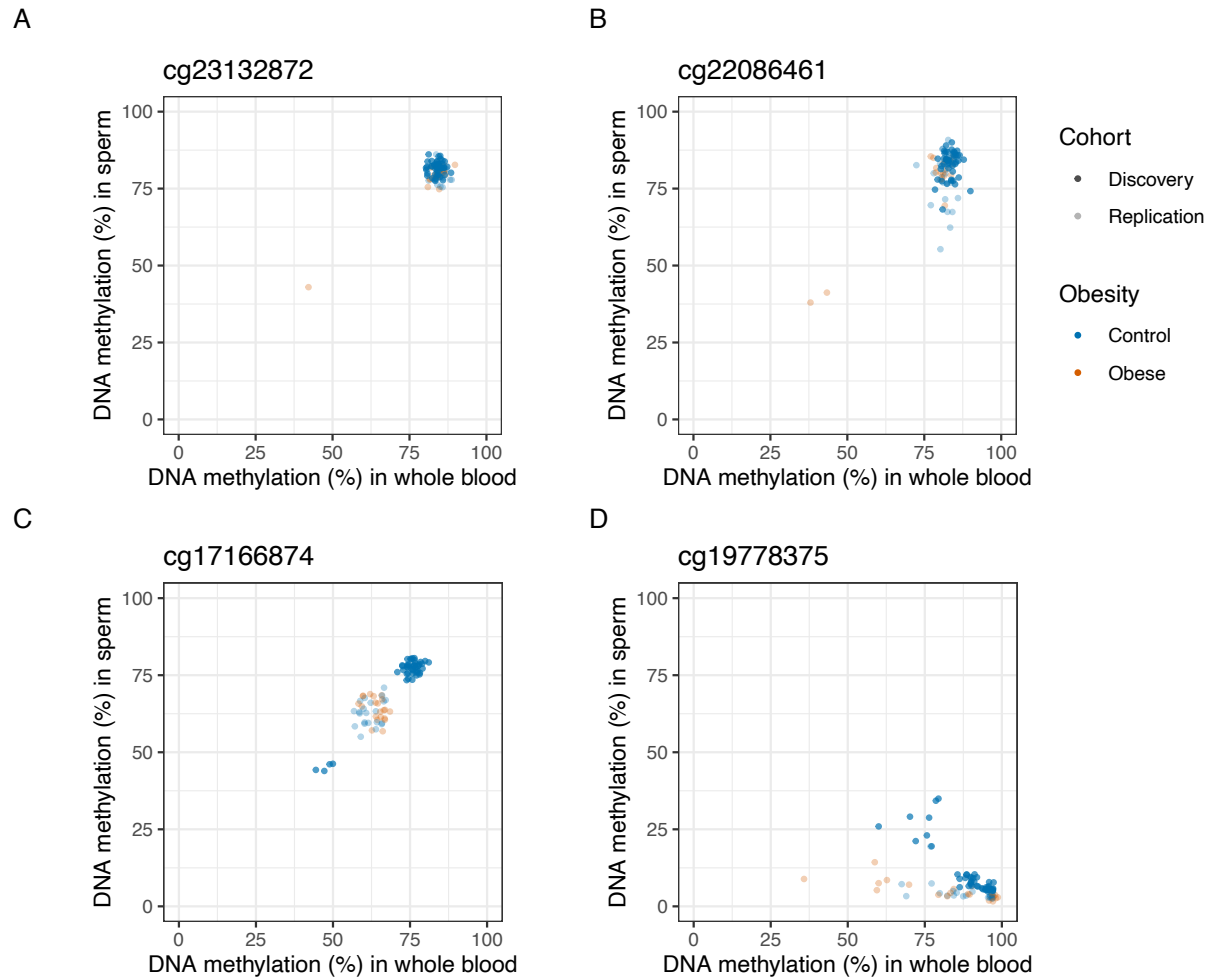 A
cg23132872
DNA methylation (%) in sperm
100
75
50
25
0
0 25 50 75 100
DNA methylation (%) in whole blood
B
cg22086461
DNA methylation (%) in sperm
100
75
50
25
0
0 25 50 75 100
DNA methylation (%) in whole blood
Cohort
Discovery
Replication
Obesity
Control
Obese
C
cg17166874
DNA methylation (%) in sperm
100
75
50
25
0
0 25 50 75 100
DNA methylation (%) in whole blood
D
cg19778375
DNA methylation (%) in sperm
100
75
50
25
0
0 25 50 75 100
DNA methylation (%) in whole blood